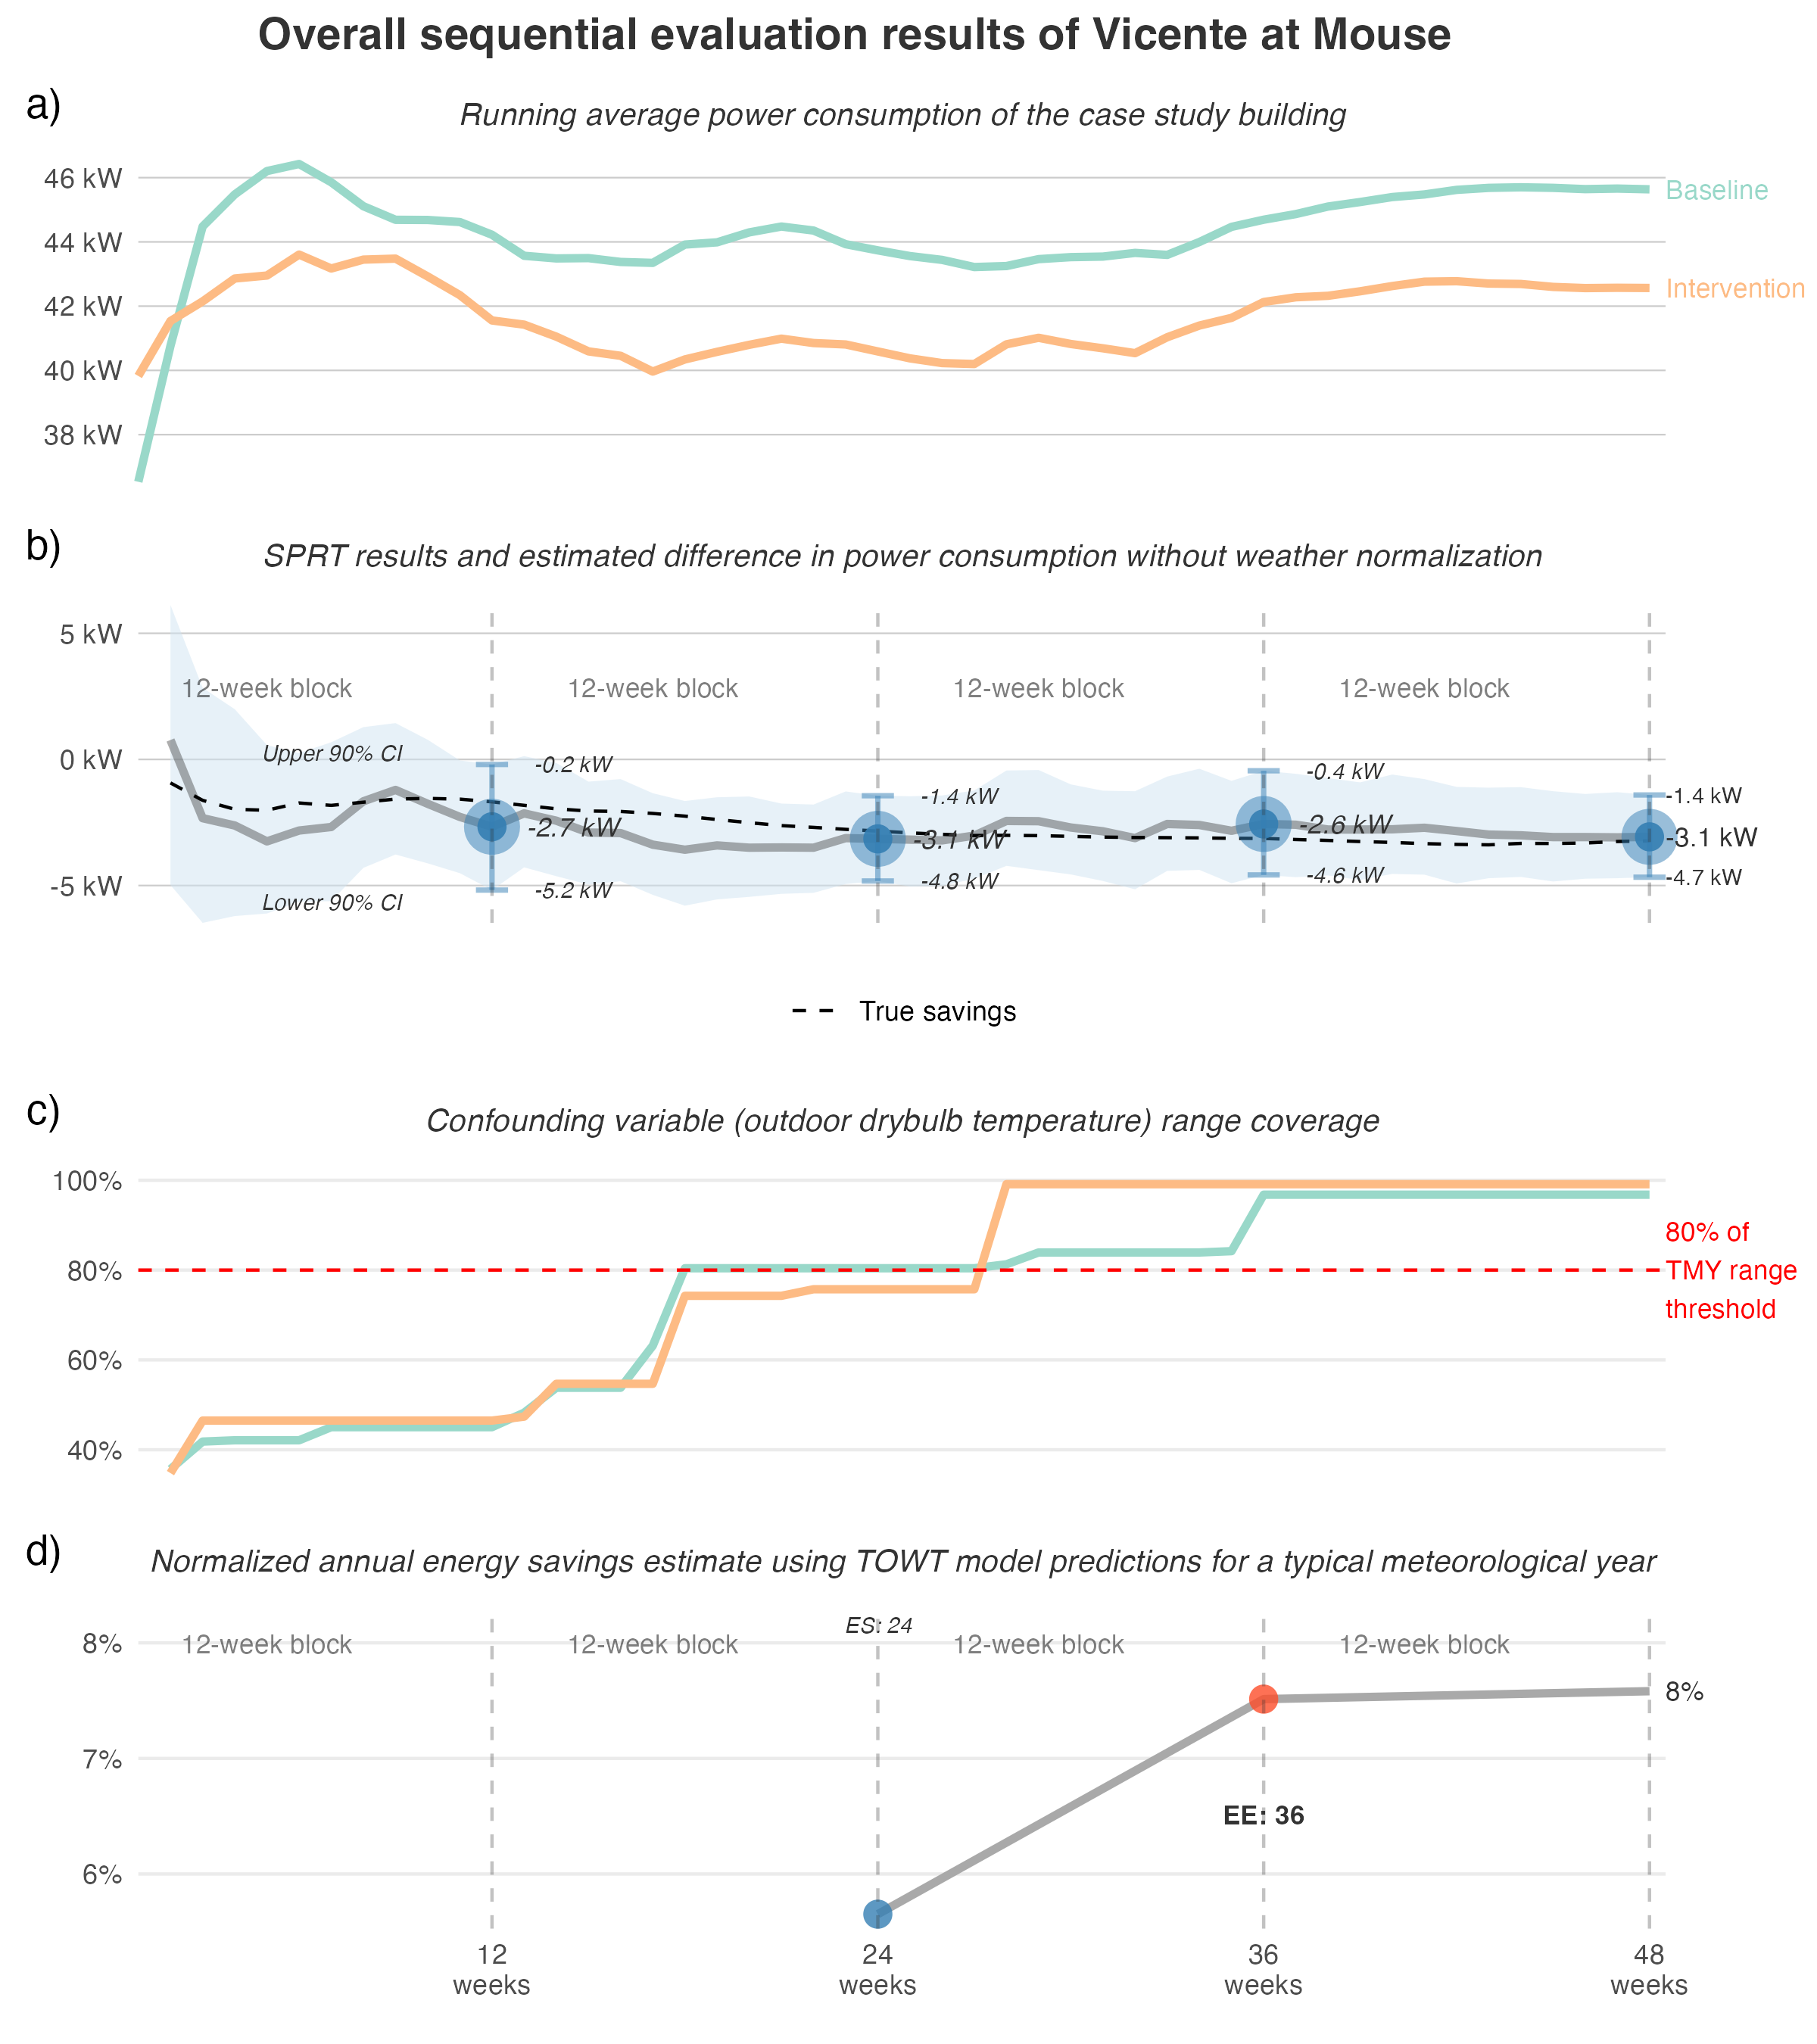 Overall sequential evaluation results of Vicente at Mouse
a)
Running average power consumption of the case study building
46 kW
44 kW
42 kW
40 kW
38 kW
Baseline
Intervention
b)
SPRT results and estimated difference in power consumption without weather normalization
5 kW
0 kW
-5 kW
12-week block
12-week block
12-week block
12-week block
Upper 90% CI
Lower 90% CI
-0.2 kW
-2.7 kW
-5.2 kW
-1.4 kW
-3.1 kW
-4.8 kW
-0.4 kW
-2.6 kW
-4.6 kW
-1.4 kW
-3.1 kW
-4.7 kW
True savings
c)
Confounding variable (outdoor drybulb temperature) range coverage
100%
80%
60%
40%
80% of
TMY range
threshold
d)
Normalized annual energy savings estimate using TOWT model predictions for a typical meteorological year
8%
7%
6%
ES: 24
12-week block
12-week block
12-week block
12-week block
8%
EE: 36
12
weeks
24
weeks
36
weeks
48
weeks